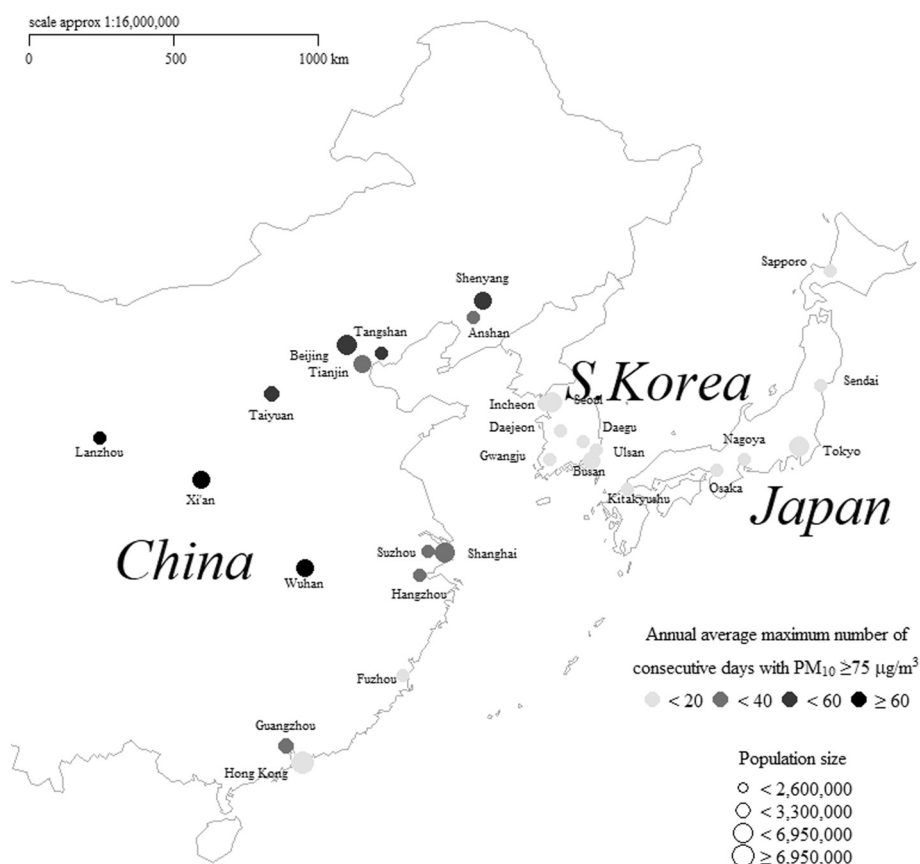 scale approx 1:16,000,000
0 500 1000 km
Sapporo
Shenyang
Anshan
Tangshan
Beijing
Tianjin
Taiyuan
S.Korea
Sendai
Incheon Seoul
Daejeon Daegu
Lanzhou
Gwangju Ulsan
Nagoya
Tokyo
Busan
Osaka
Kitakyushu
Xi'an
Japan
China
Suzhou Shanghai
Wuhan
Hangzhou
Fuzhou
Guangzhou
Hong Kong
Annual average maximum number of
consecutive days with PM₁₀ ≥75 μg/m³
< 20 < 40 < 60 ≥ 60
Population size
< 2,600,000
< 3,300,000
< 6,950,000
≥ 6,950,000